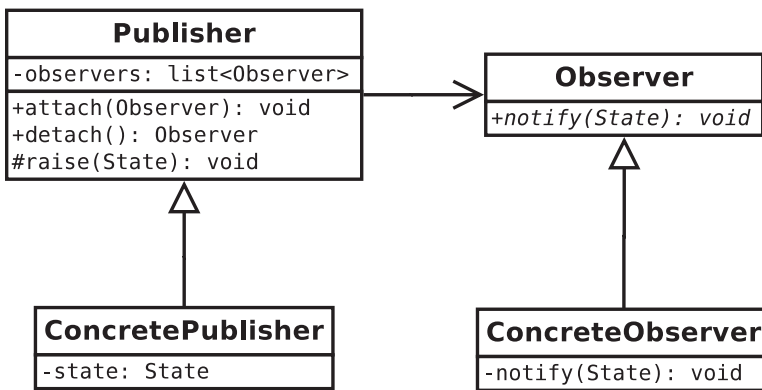 Publisher
-observers: list<Observer>
+attach(Observer): void
+detach(): Observer
#raise(State): void
Observer
+notify(State): void
ConcretePublisher
-state: State
ConcreteObserver
-notify(State): void